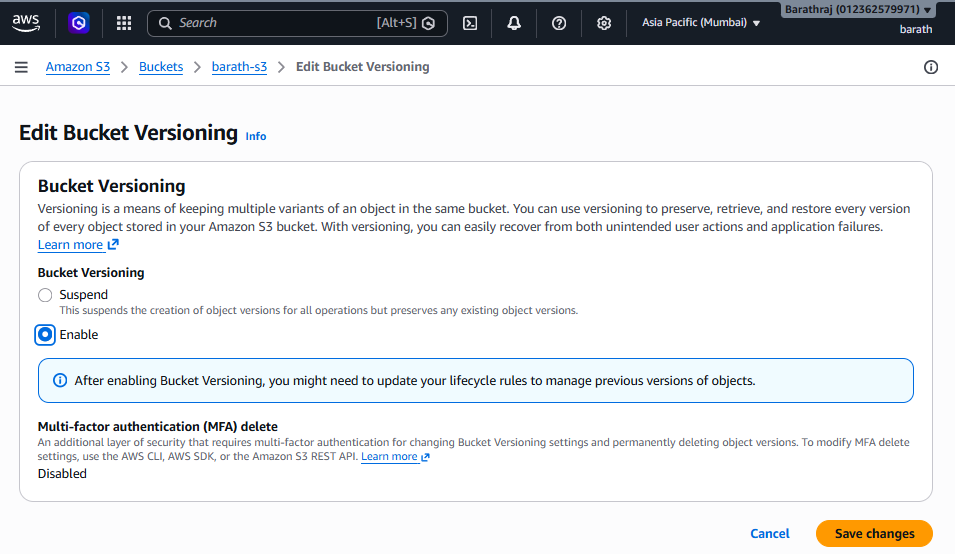 aws
Search [Alt+S]
Asia Pacific (Mumbai)
Barathraj (012362579971)
barath
Amazon S3 > Buckets > barath-s3 > Edit Bucket Versioning
Edit Bucket Versioning Info
Bucket Versioning
Versioning is a means of keeping multiple variants of an object in the same bucket. You can use versioning to preserve, retrieve, and restore every version
of every object stored in your Amazon S3 bucket. With versioning, you can easily recover from both unintended user actions and application failures.
Learn more
Bucket Versioning
Suspend
This suspends the creation of object versions for all operations but preserves any existing object versions.
Enable
After enabling Bucket Versioning, you might need to update your lifecycle rules to manage previous versions of objects.
Multi-factor authentication (MFA) delete
An additional layer of security that requires multi-factor authentication for changing Bucket Versioning settings and permanently deleting object versions. To modify MFA delete
settings, use the AWS CLI, AWS SDK, or the Amazon S3 REST API. Learn more
Disabled
Cancel
Save changes